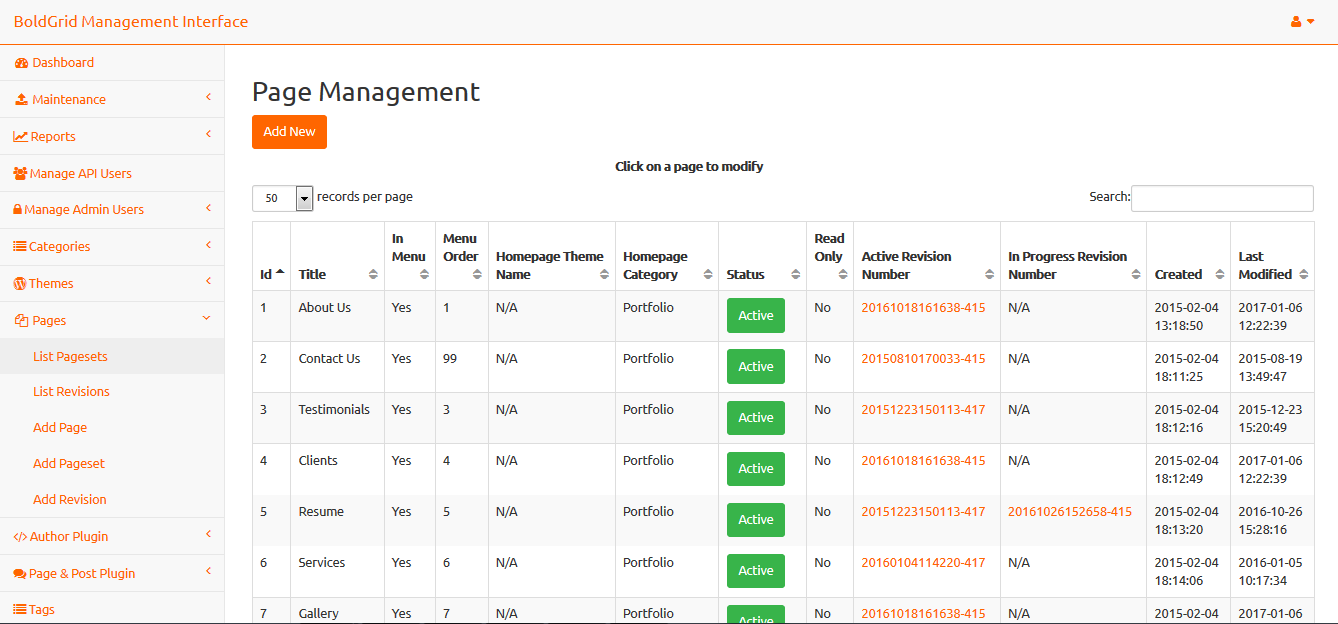 BoldGrid Management Interface
Dashboard
Maintenance
Reports
Manage API Users
Manage Admin Users
Categories
Themes
Pages
List Pagesets
List Revisions
Add Page
Add Pageset
Add Revision
Author Plugin
Page & Post Plugin
Tags
Page Management
Add New
Click on a page to modify
50 records per page
Search:
Id Title In Menu Menu Order Homepage Theme Name Homepage Category Status Read Only Active Revision Number In Progress Revision Number Created Last Modified
1 About Us Yes 1 N/A Portfolio Active No 20161018161638-415 N/A 2015-02-04 13:18:50 2017-01-06 12:22:39
2 Contact Us Yes 99 N/A Portfolio Active No 20150810170033-415 N/A 2015-02-04 18:11:25 2015-08-19 13:49:47
3 Testimonials Yes 3 N/A Portfolio Active No 20151223150113-417 N/A 2015-02-04 18:12:16 2015-12-23 15:20:49
4 Clients Yes 4 N/A Portfolio Active No 20161018161638-415 N/A 2015-02-04 18:12:49 2017-01-06 12:22:39
5 Resume Yes 5 N/A Portfolio Active No 20151223150113-417 20161026152658-415 2015-02-04 18:13:20 2016-10-26 15:28:16
6 Services Yes 6 N/A Portfolio Active No 20160104114220-417 N/A 2015-02-04 18:14:06 2016-01-05 10:17:34
7 Gallery Yes 7 N/A Portfolio Active No 20161018161638-415 N/A 2015-02-04 2017-01-06